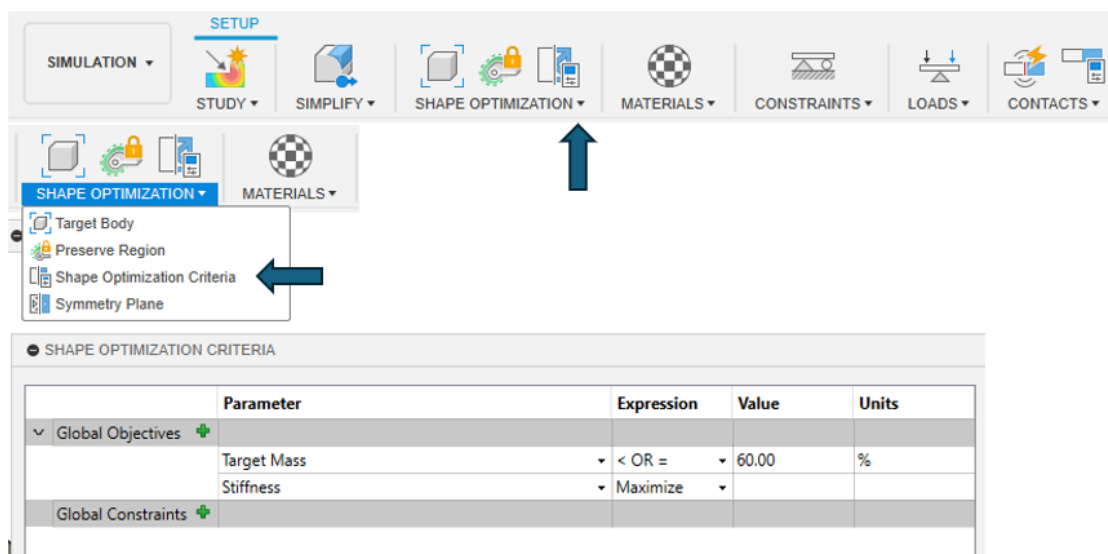 SETUP
SIMULATION
STUDY SIMPLIFY SHAPE OPTIMIZATION MATERIALS CONSTRAINTS LOADS CONTACTS
SHAPE OPTIMIZATION MATERIALS
Target Body
Preserve Region
Shape Optimization Criteria
Symmetry Plane
SHAPE OPTIMIZATION CRITERIA
Parameter Expression Value Units
Global Objectives
Target Mass < OR = 60.00 %
Stiffness Maximize
Global Constraints